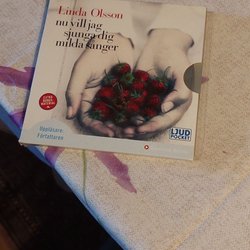 Linda Olsson
nu vill jag
sjunga dig
milda sånger
Uppläsare:
Författaren
LJUD
POCKET